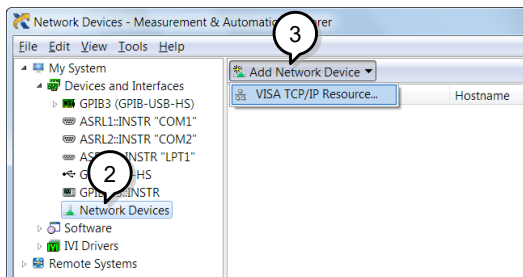 Network Devices - Measurement & Automation Explorer
3
File Edit View Tools Help
My System
Add Network Device
Devices and Interfaces
VISA TCP/IP Resource...
Hostname
GPIB3 (GPIB-USB-HS)
ASRL1::INSTR "COM1"
ASRL2::INSTR "COM2"
ASRL INSTR "LPT1"
2
-HS
INSTR
Network Devices
Software
IVI Drivers
Remote Systems